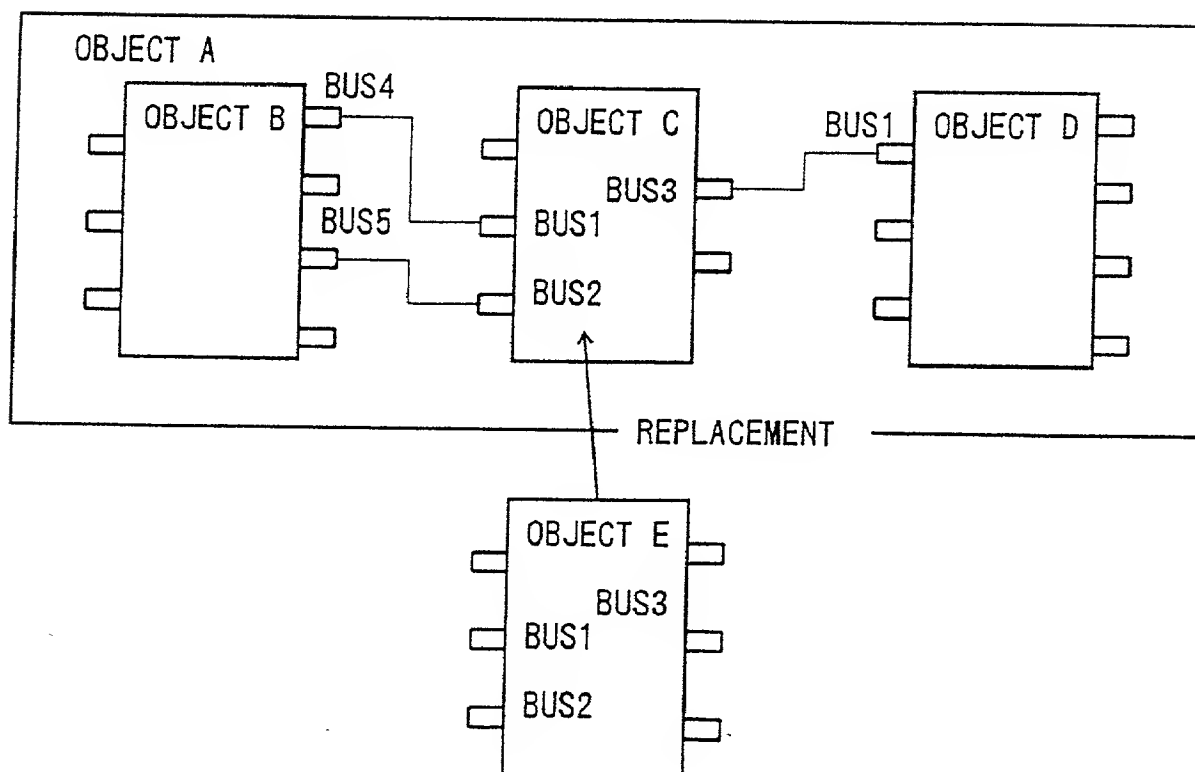 OBJECT A
BUS4
OBJECT B
OBJECT C
BUS1
OBJECT D
BUS3
BUS5
BUS1
BUS2
REPLACEMENT
OBJECT E
BUS3
BUS1
BUS2